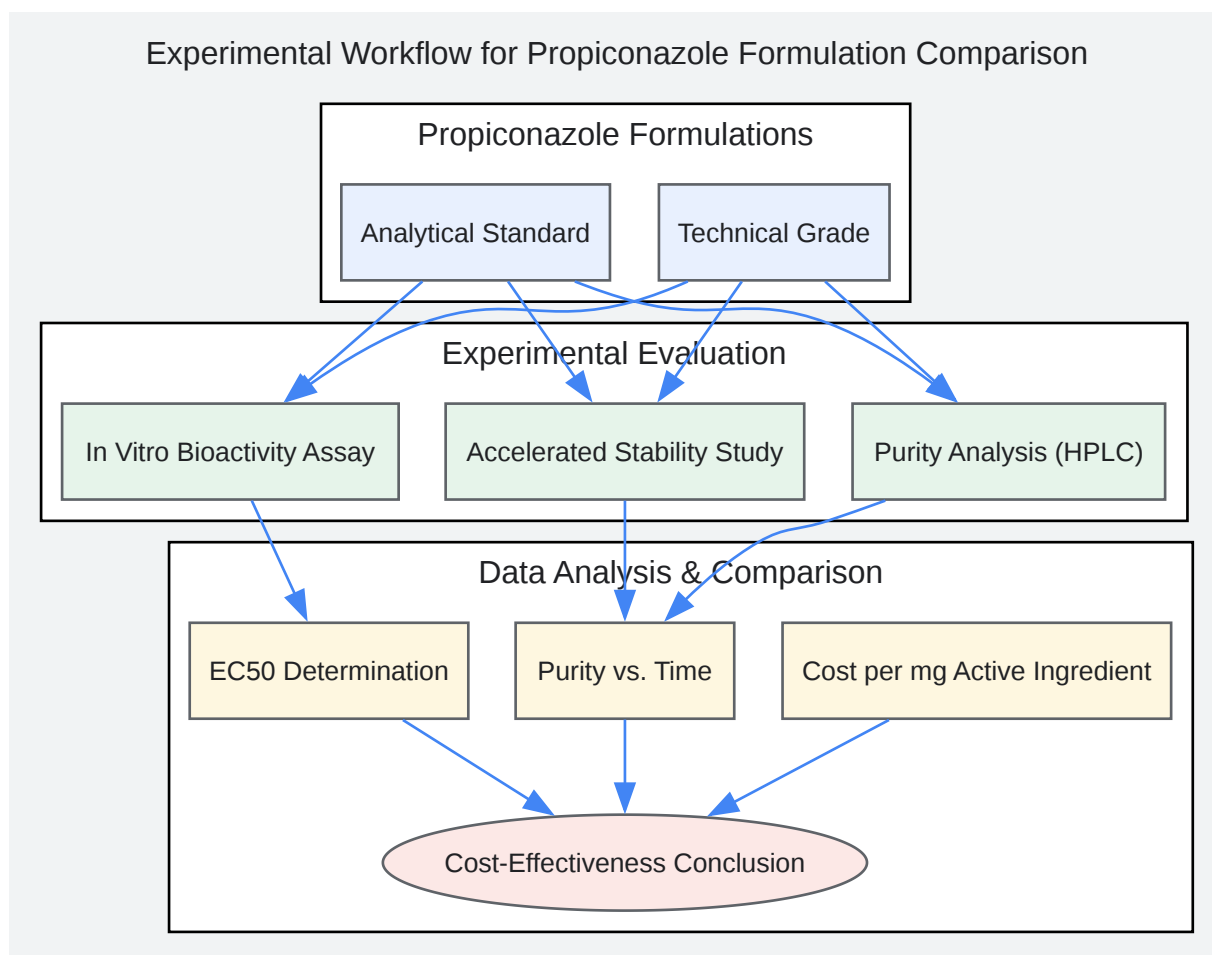 Experimental Workflow for Propiconazole Formulation Comparison
Propiconazole Formulations
Analytical Standard
Technical Grade
Experimental Evaluation
In Vitro Bioactivity Assay
Accelerated Stability Study
Purity Analysis (HPLC)
Data Analysis & Comparison
EC50 Determination
Purity vs. Time
Cost per mg Active Ingredient
Cost-Effectiveness Conclusion